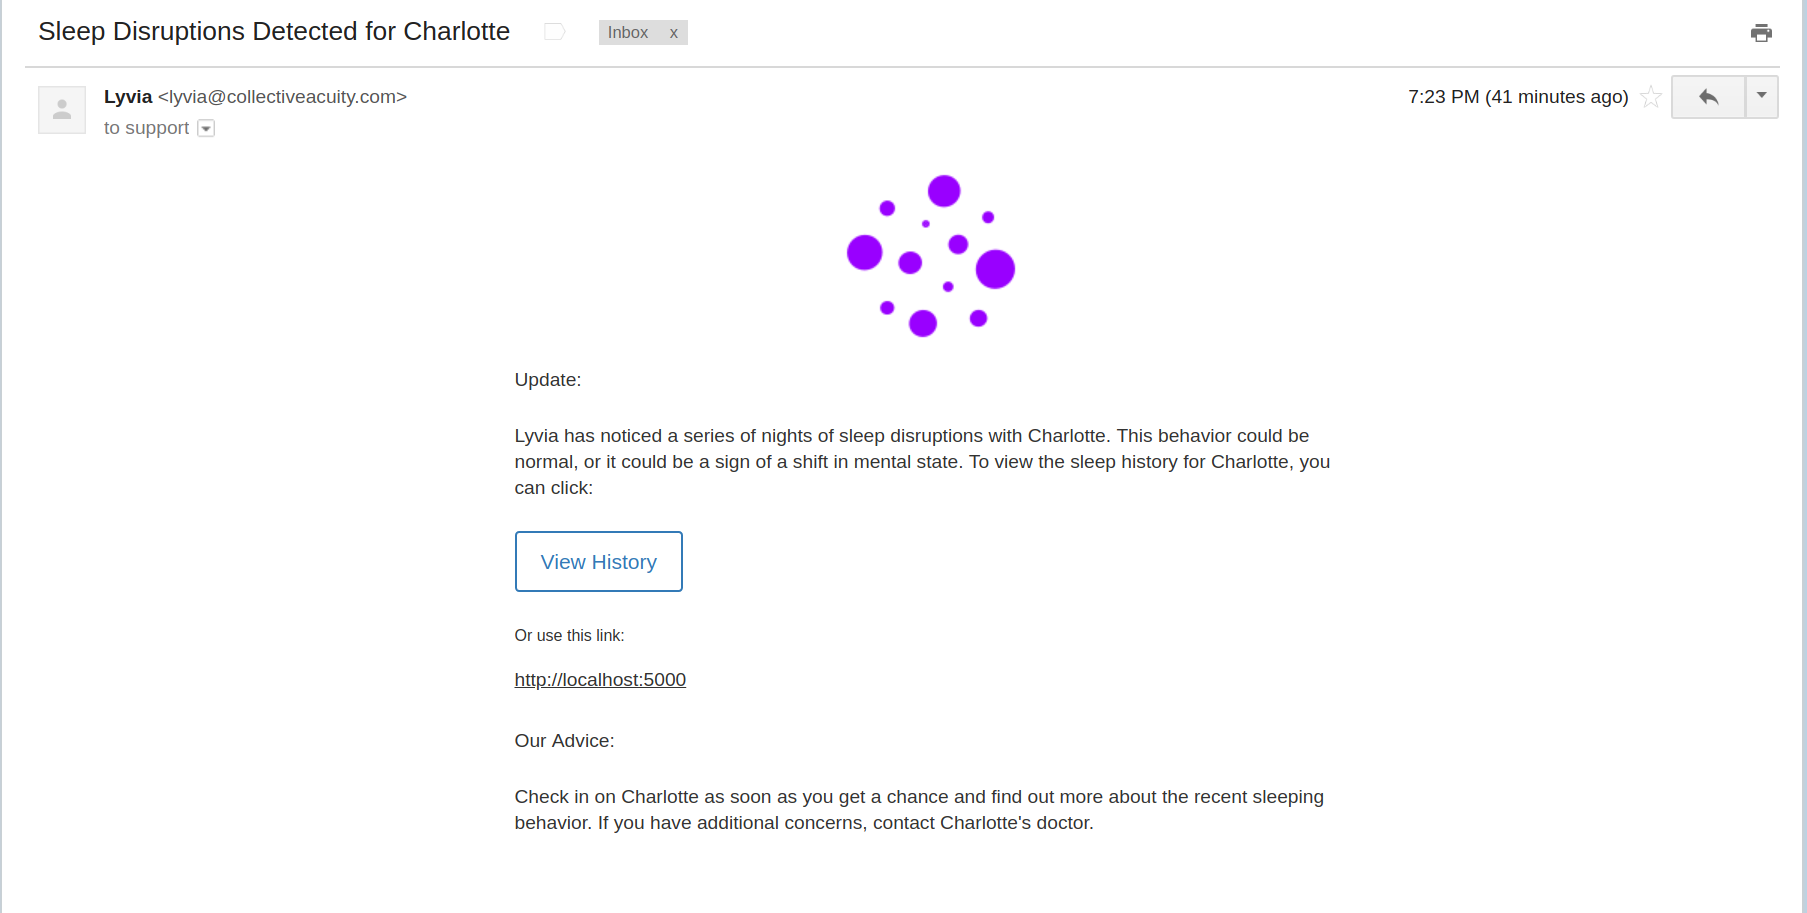 Sleep Disruptions Detected for Charlotte
Inbox x
Lyvia <lyvia@collectiveacuity.com>
7:23 PM (41 minutes ago)
to support
Update:
Lyvia has noticed a series of nights of sleep disruptions with Charlotte. This behavior could be
normal, or it could be a sign of a shift in mental state. To view the sleep history for Charlotte, you
can click:
View History
Or use this link:
http://localhost:5000
Our Advice:
Check in on Charlotte as soon as you get a chance and find out more about the recent sleeping
behavior. If you have additional concerns, contact Charlotte's doctor.